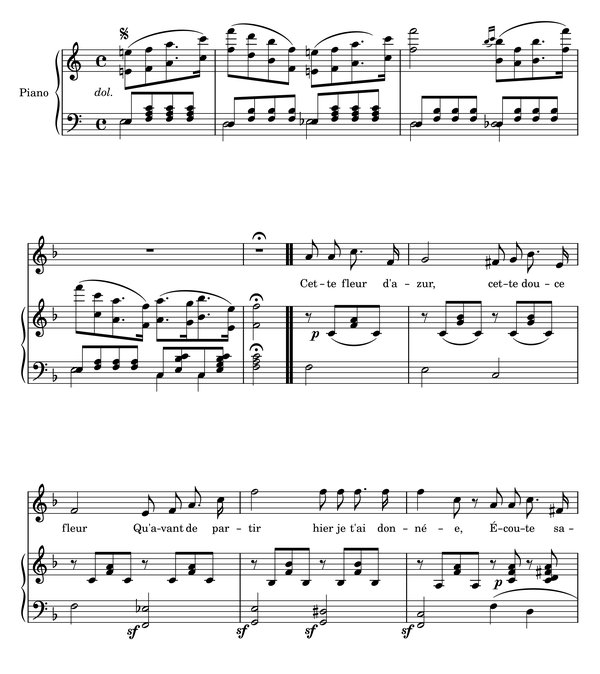 Piano
dol.
Cet-te fleur d'a-zur, cet-te dou-ce
p
fleur Qu'a-vant de par-tir hier je t'ai don-né-e, É-cou-te sa-
p
sf sf sf sf